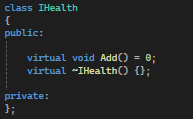 class IHealth
{
public:
virtual void Add() = 0;
virtual ~IHealth() {};
private:
};